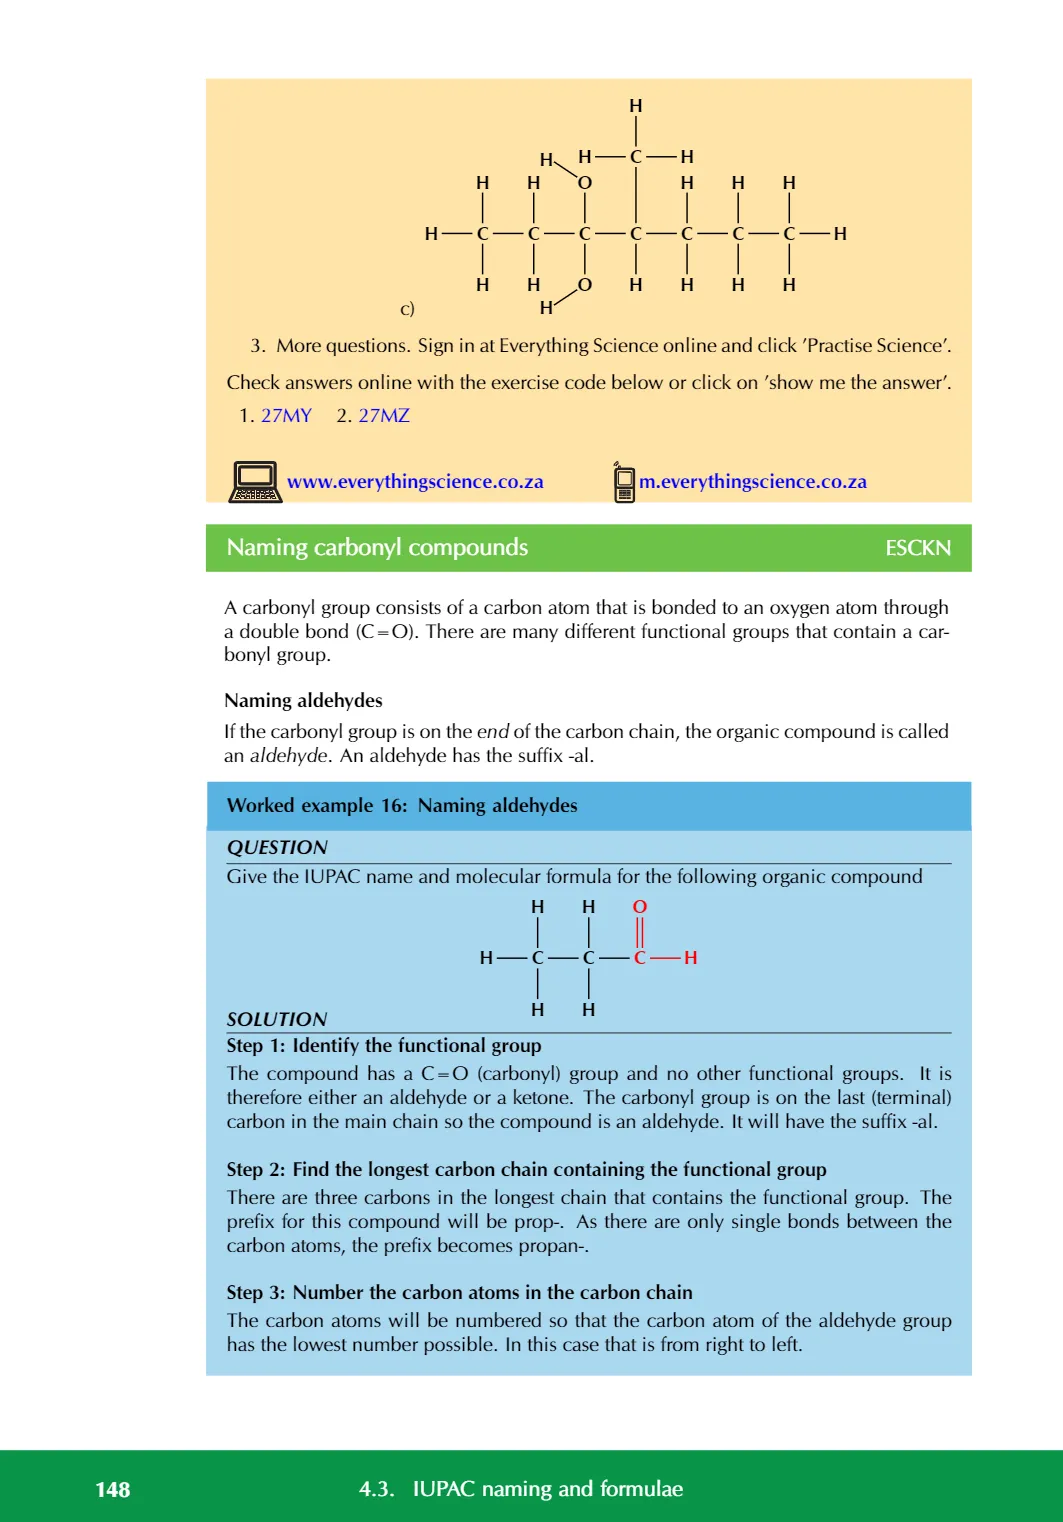 H
H H C H
H H O H H H
H C C C C C C C H
H H O H H H H
c) H
3. More questions. Sign in at Everything Science online and click ’Practise Science’.
Check answers online with the exercise code below or click on ’show me the answer’.
1. 27MY 2. 27MZ
www.everythingscience.co.za m.everythingscience.co.za
Naming carbonyl compounds ESCKN
A carbonyl group consists of a carbon atom that is bonded to an oxygen atom through
a double bond (C=O). There are many different functional groups that contain a car-
bonyl group.
Naming aldehydes
If the carbonyl group is on the end of the carbon chain, the organic compound is called
an aldehyde. An aldehyde has the suffix -al.
Worked example 16: Naming aldehydes
QUESTION
Give the IUPAC name and molecular formula for the following organic compound
H H O
H C C C H
H H
SOLUTION
Step 1: Identify the functional group
The compound has a C=O (carbonyl) group and no other functional groups. It is
therefore either an aldehyde or a ketone. The carbonyl group is on the last (terminal)
carbon in the main chain so the compound is an aldehyde. It will have the suffix -al.
Step 2: Find the longest carbon chain containing the functional group
There are three carbons in the longest chain that contains the functional group. The
prefix for this compound will be prop-. As there are only single bonds between the
carbon atoms, the prefix becomes propan-.
Step 3: Number the carbon atoms in the carbon chain
The carbon atoms will be numbered so that the carbon atom of the aldehyde group
has the lowest number possible. In this case that is from right to left.
148 4.3. IUPAC naming and formulae